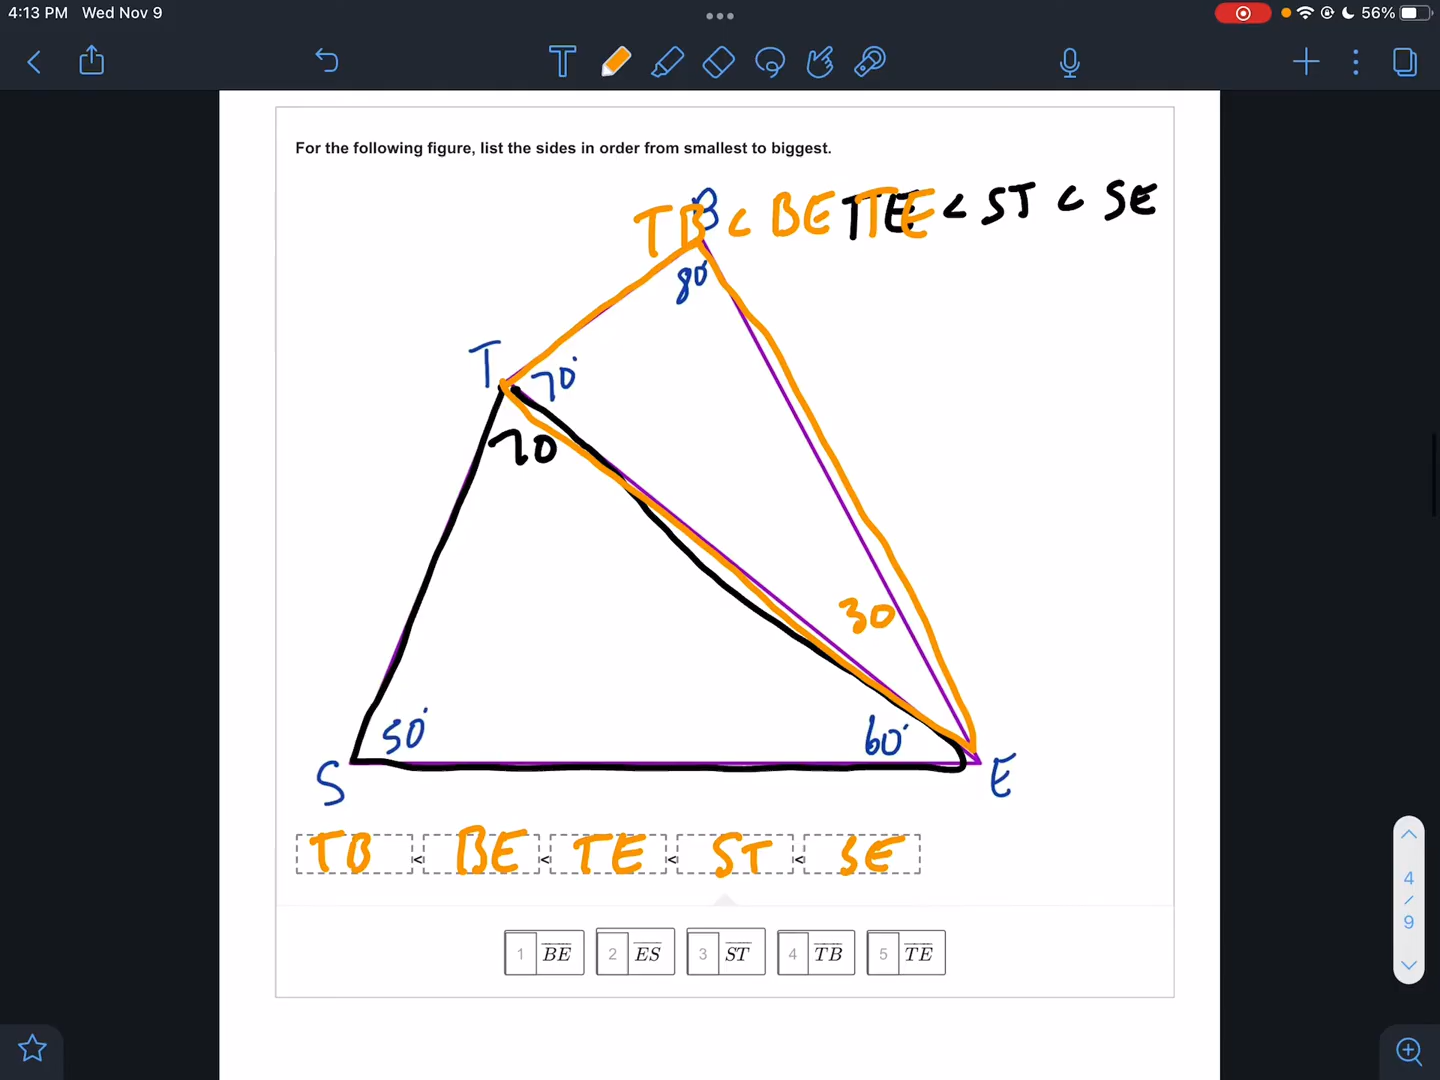 4:13 PM Wed Nov 9
56%
For the following figure, list the sides in order from smallest to biggest.
B
TB < BE TE TE < ST < SE
80°
T
70°
70
30
50°
60°
S
E
TB < BE < TE < ST < SE
1 BE 2 ES 3 ST 4 TB 5 TE
4
/
9